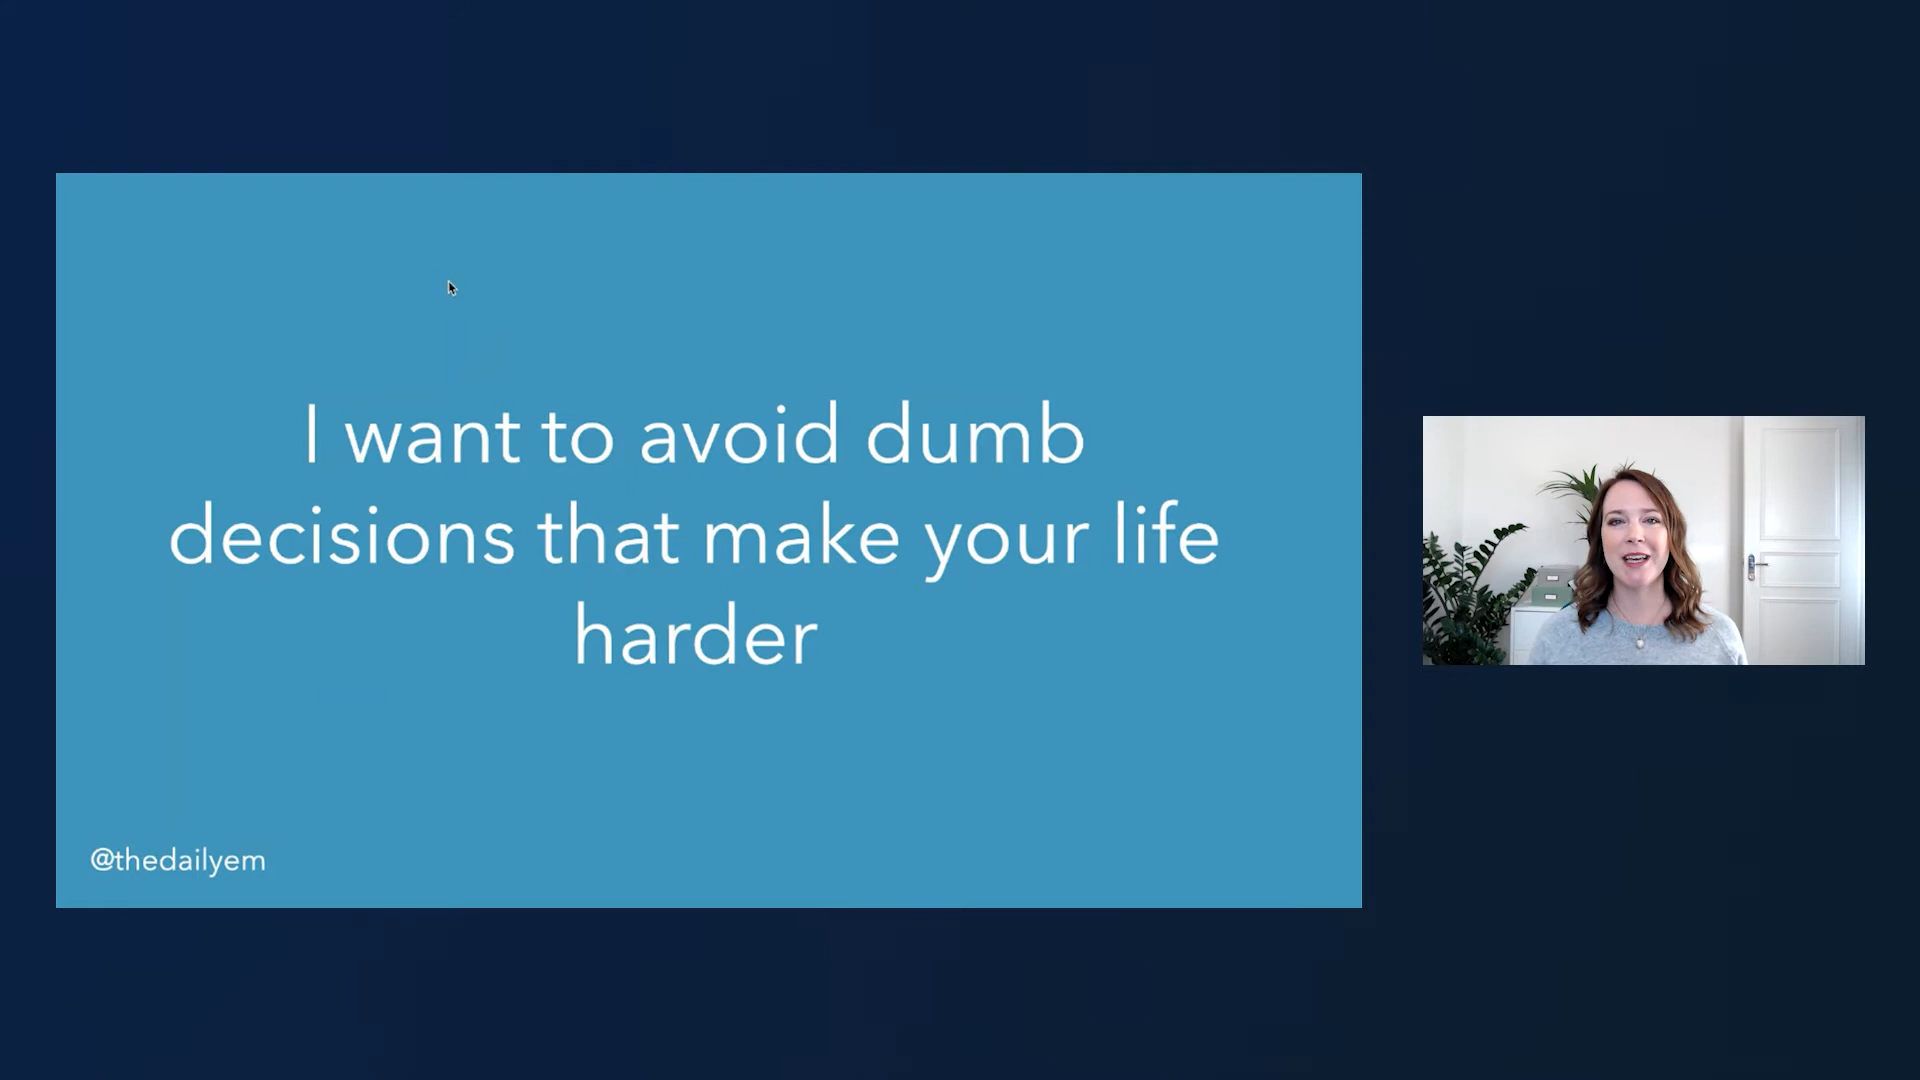 I want to avoid dumb
decisions that make your life
harder
@thedailyem